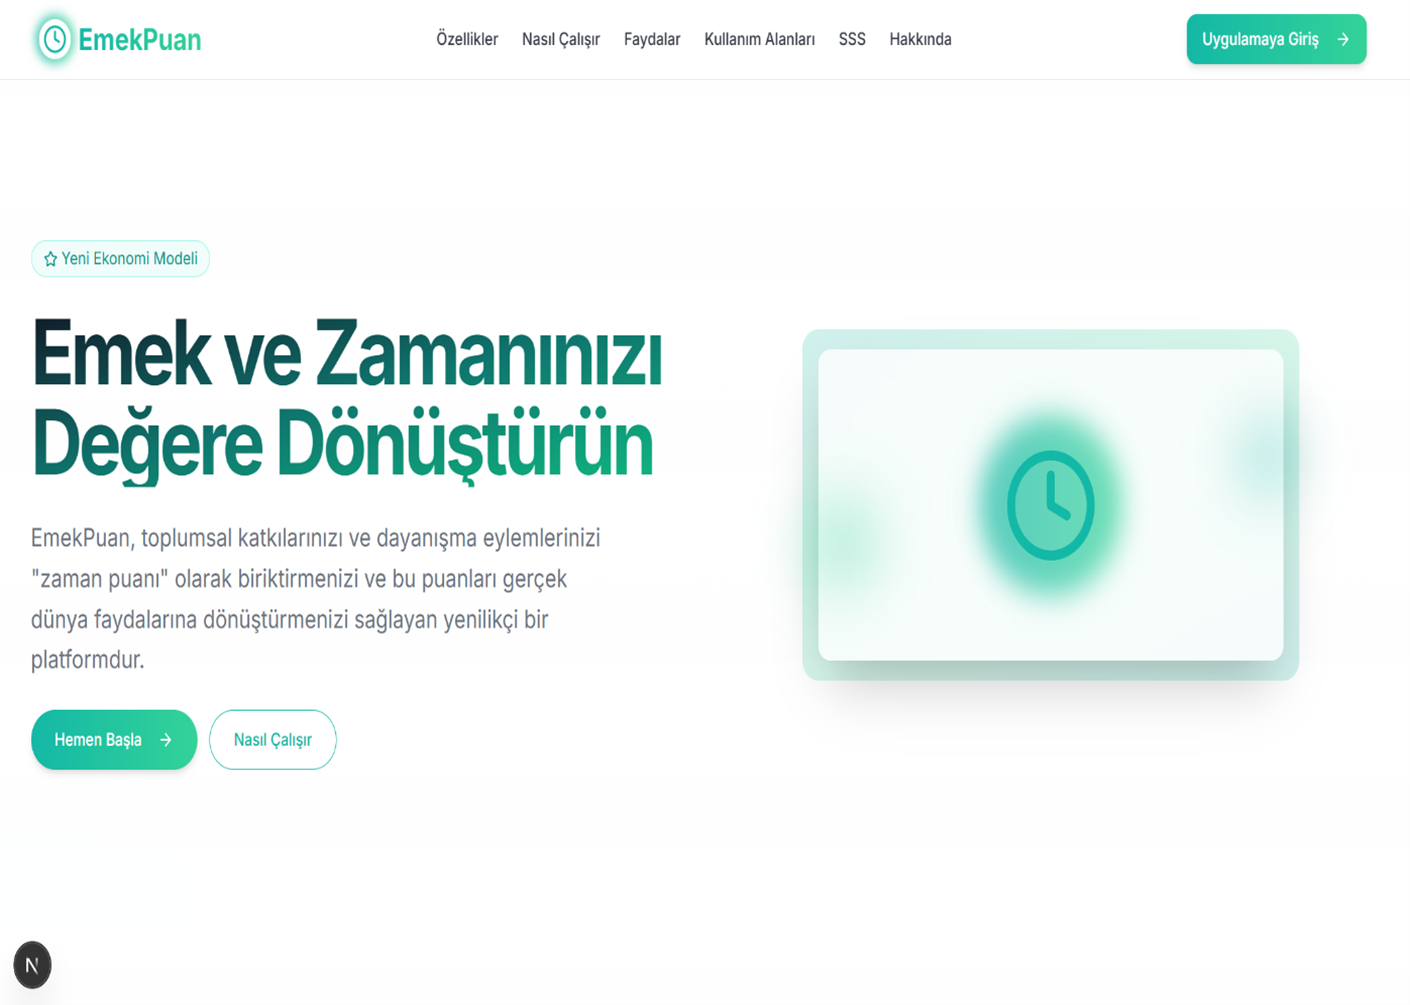 EmekPuan
Özellikler
Nasıl Çalışır
Faydalar
Kullanım Alanları
SSS
Hakkında
Uygulamaya Giriş
Yeni Ekonomi Modeli
Emek ve Zamanınızı
Değere Dönüştürün
EmekPuan, toplumsal katkılarınızı ve dayanışma eylemlerinizi
"zaman puanı" olarak biriktirmenizi ve bu puanları gerçek
dünya faydalarına dönüştürmenizi sağlayan yenilikçi bir
platformdur.
Hemen Başla
Nasıl Çalışır
N